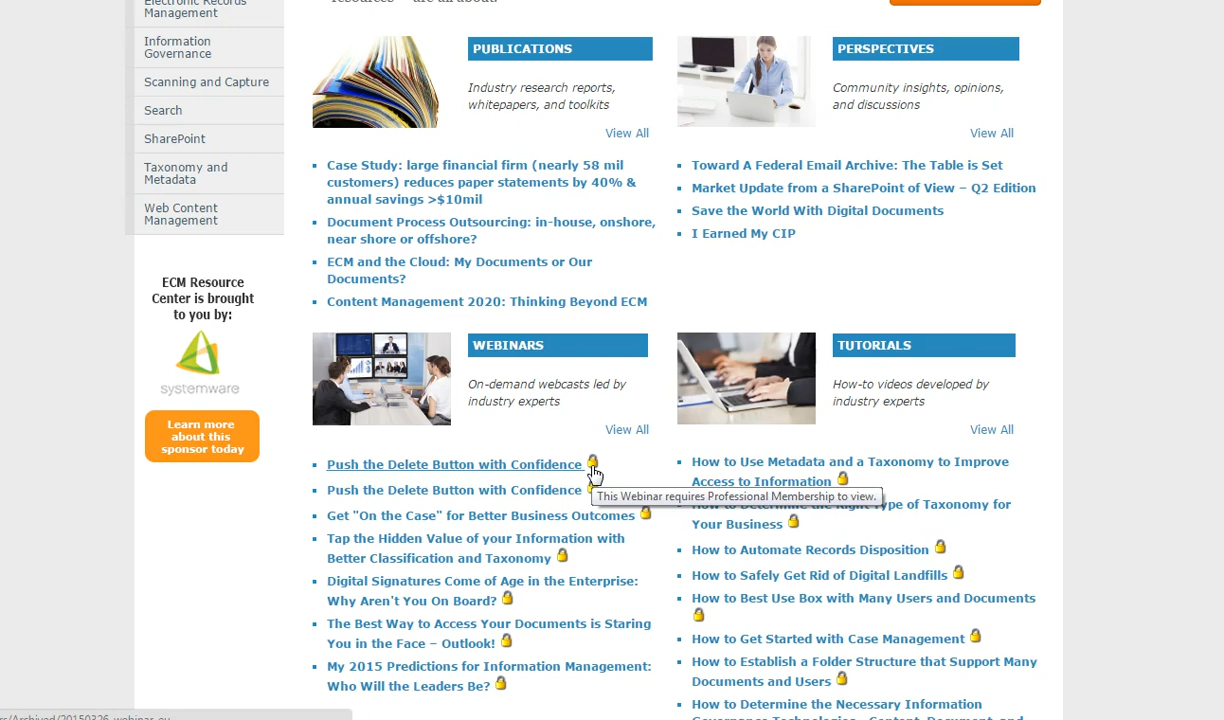 Electronic Records
Management
Information
Governance
Scanning and Capture
Search
SharePoint
Taxonomy and
Metadata
Web Content
Management
ECM Resource
Center is brought
to you by:
systemware
Learn more
about this
sponsor today
PUBLICATIONS
Industry research reports,
whitepapers, and toolkits
View All
Case Study: large financial firm (nearly 58 mil
customers) reduces paper statements by 40% &
annual savings >$10mil
Document Process Outsourcing: in-house, onshore,
near shore or offshore?
ECM and the Cloud: My Documents or Our
Documents?
Content Management 2020: Thinking Beyond ECM
PERSPECTIVES
Community insights, opinions,
and discussions
View All
Toward A Federal Email Archive: The Table is Set
Market Update from a SharePoint of View – Q2 Edition
Save the World With Digital Documents
I Earned My CIP
WEBINARS
On-demand webcasts led by
industry experts
View All
Push the Delete Button with Confidence
This Webinar requires Professional Membership to view.
Push the Delete Button with Confidence
Get "On the Case" for Better Business Outcomes
Tap the Hidden Value of your Information with
Better Classification and Taxonomy
Digital Signatures Come of Age in the Enterprise:
Why Aren't You On Board?
The Best Way to Access Your Documents is Staring
You in the Face – Outlook!
My 2015 Predictions for Information Management:
Who Will the Leaders Be?
TUTORIALS
How-to videos developed by
industry experts
View All
How to Use Metadata and a Taxonomy to Improve
Access to Information
How to Determine the Right Type of Taxonomy for
Your Business
How to Automate Records Disposition
How to Safely Get Rid of Digital Landfills
How to Best Use Box with Many Users and Documents
How to Get Started with Case Management
How to Establish a Folder Structure that Support Many
Documents and Users
How to Determine the Necessary Information